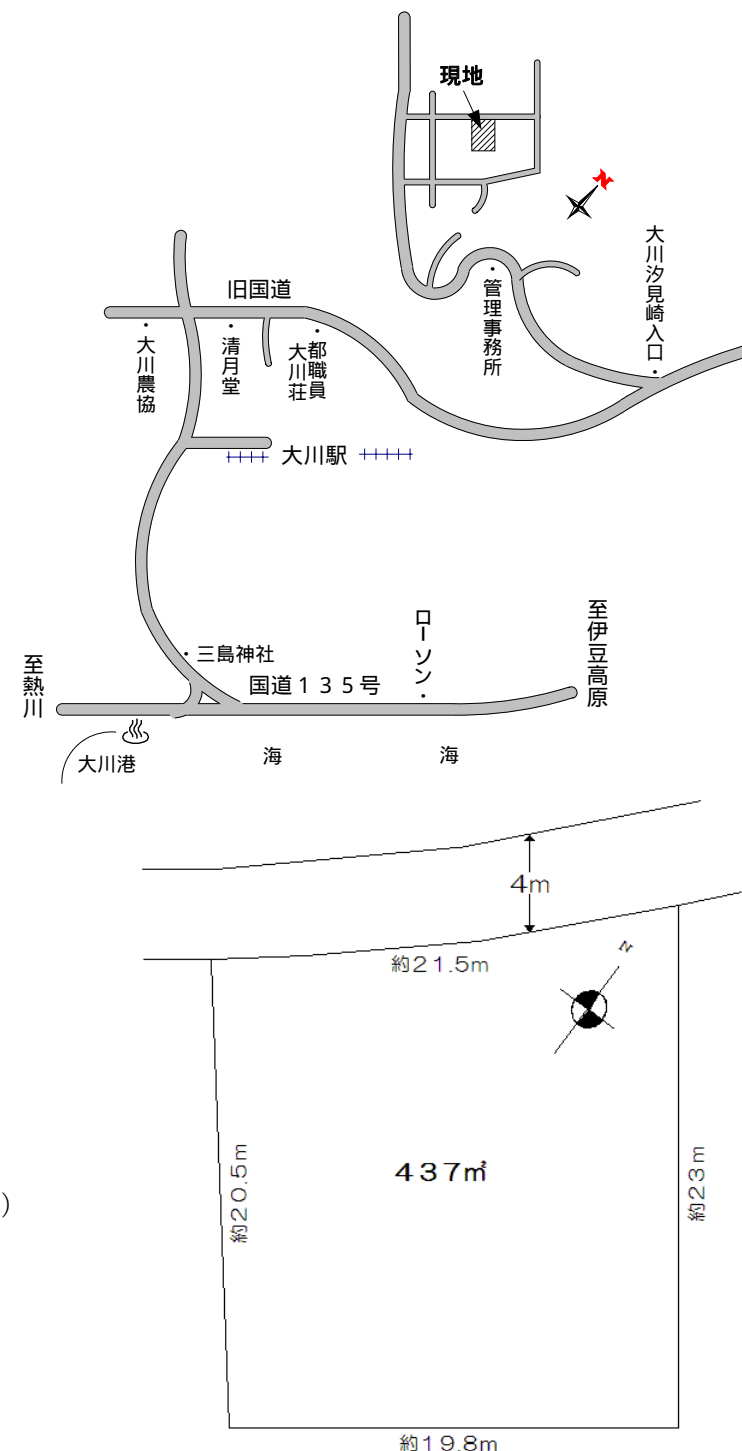 現地
N
大川汐見崎入口
旧国道
管理事務所
大川農協
清月堂
都職員
大川荘
大川駅
至伊豆高原
ローソン
三島神社
至熱川
国道１３５号
大川港
海
海
4m
約21.5m
N
437㎡
約20.5m
約23m
)
約19.8m